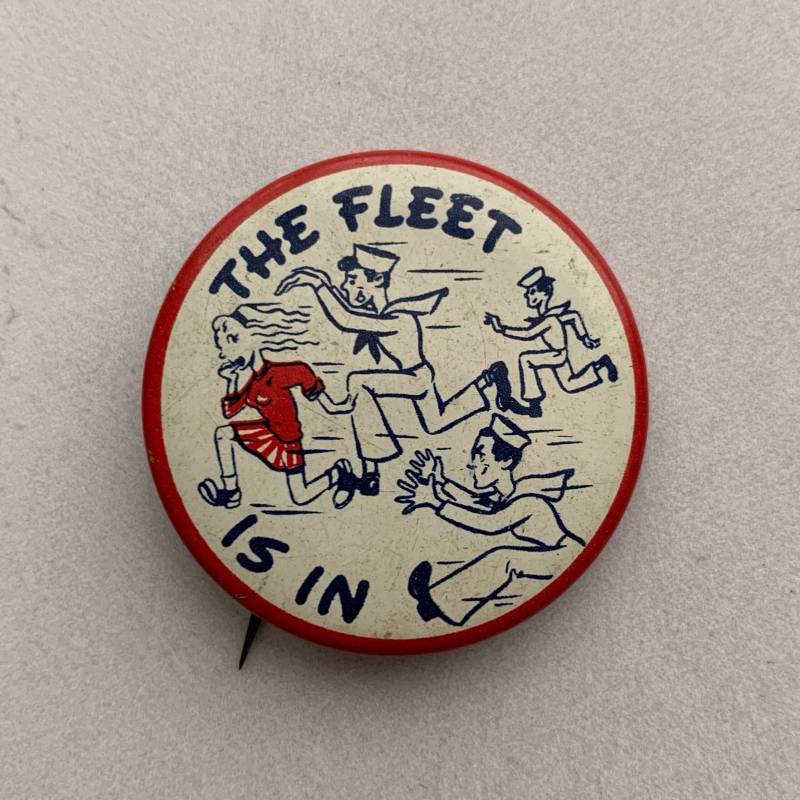 THE FLEET
IS IN